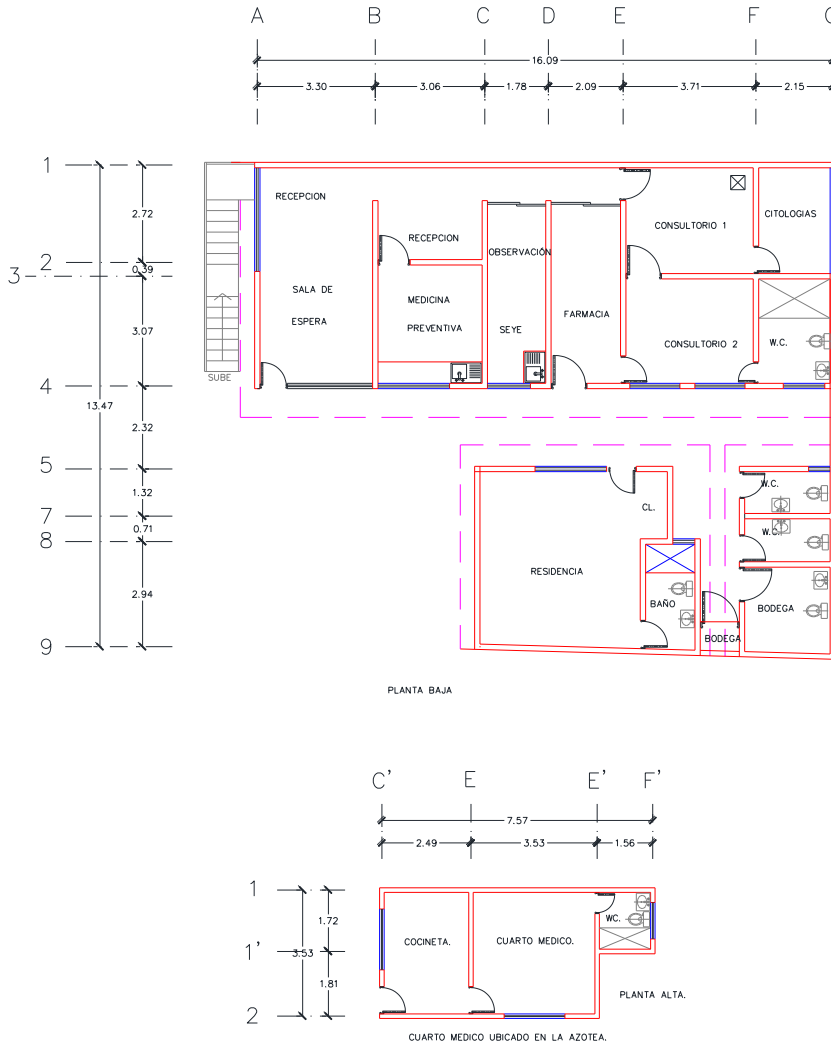 A B C D E F
16.09
3.30 3.06 1.78 2.09 3.71 2.15
1
2
3
4
5
7
8
9
13.47
2.72
0.39
3.07
2.32
1.32
0.71
2.94
SUBE
RECEPCION
SALA DE
ESPERA
RECEPCION
MEDICINA
PREVENTIVA
OBSERVACIÓN
SEYE
FARMACIA
CONSULTORIO 1
CITOLOGIAS
CONSULTORIO 2
W.C.
CL.
RESIDENCIA
BAÑO
BODEGA
W.C.
W.C.
BODEGA
PLANTA BAJA
C' E E' F'
7.57
2.49 3.53 1.56
1
1'
2
3.53
1.72
1.81
COCINETA.
CUARTO MEDICO.
WC.
PLANTA ALTA.
CUARTO MEDICO UBICADO EN LA AZOTEA.